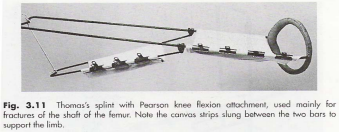 Fig. 3.11 Thomas's splint with Pearson knee flexion attachment, used mainly for
fractures of the shaft of the femur. Note the canvas strips slung between the two bars to
support the limb.